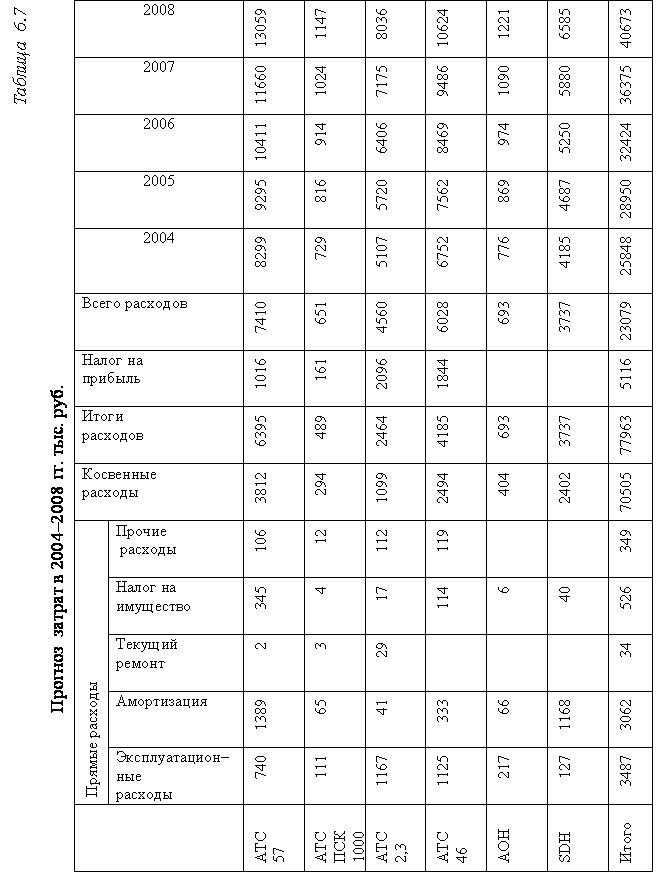 Таблица 6.7
Прогноз затрат в 2004–2008 гг. тыс. руб.
Прямые расходы
Эксплуатацион–
ные
расходы
Амортизация
Текущий
ремонт
Налог на
имущество
Прочие
расходы
Косвенные
расходы
Итоги
расходов
Налог на
прибыль
Всего расходов
2004
2005
2006
2007
2008
АТС
57
740 1389 2 345 106 3812 6395 1016 7410 8299 9295 10411 11660 13059
АТС
ПСК
1000
111 65 3 4 12 294 489 161 651 729 816 914 1024 1147
АТС
2,3
1167 41 29 17 112 1099 2464 2096 4560 5107 5720 6406 7175 8036
АТС
46
1125 333 114 119 2494 4185 1844 6028 6752 7562 8469 9486 10624
АОН
217 66 6 404 693 693 776 869 974 1090 1221
SDH
127 1168 40 2402 3737 3737 4185 4687 5250 5880 6585
Итого
3487 3062 34 526 349 70505 77963 5116 23079 25848 28950 32424 36375 40673